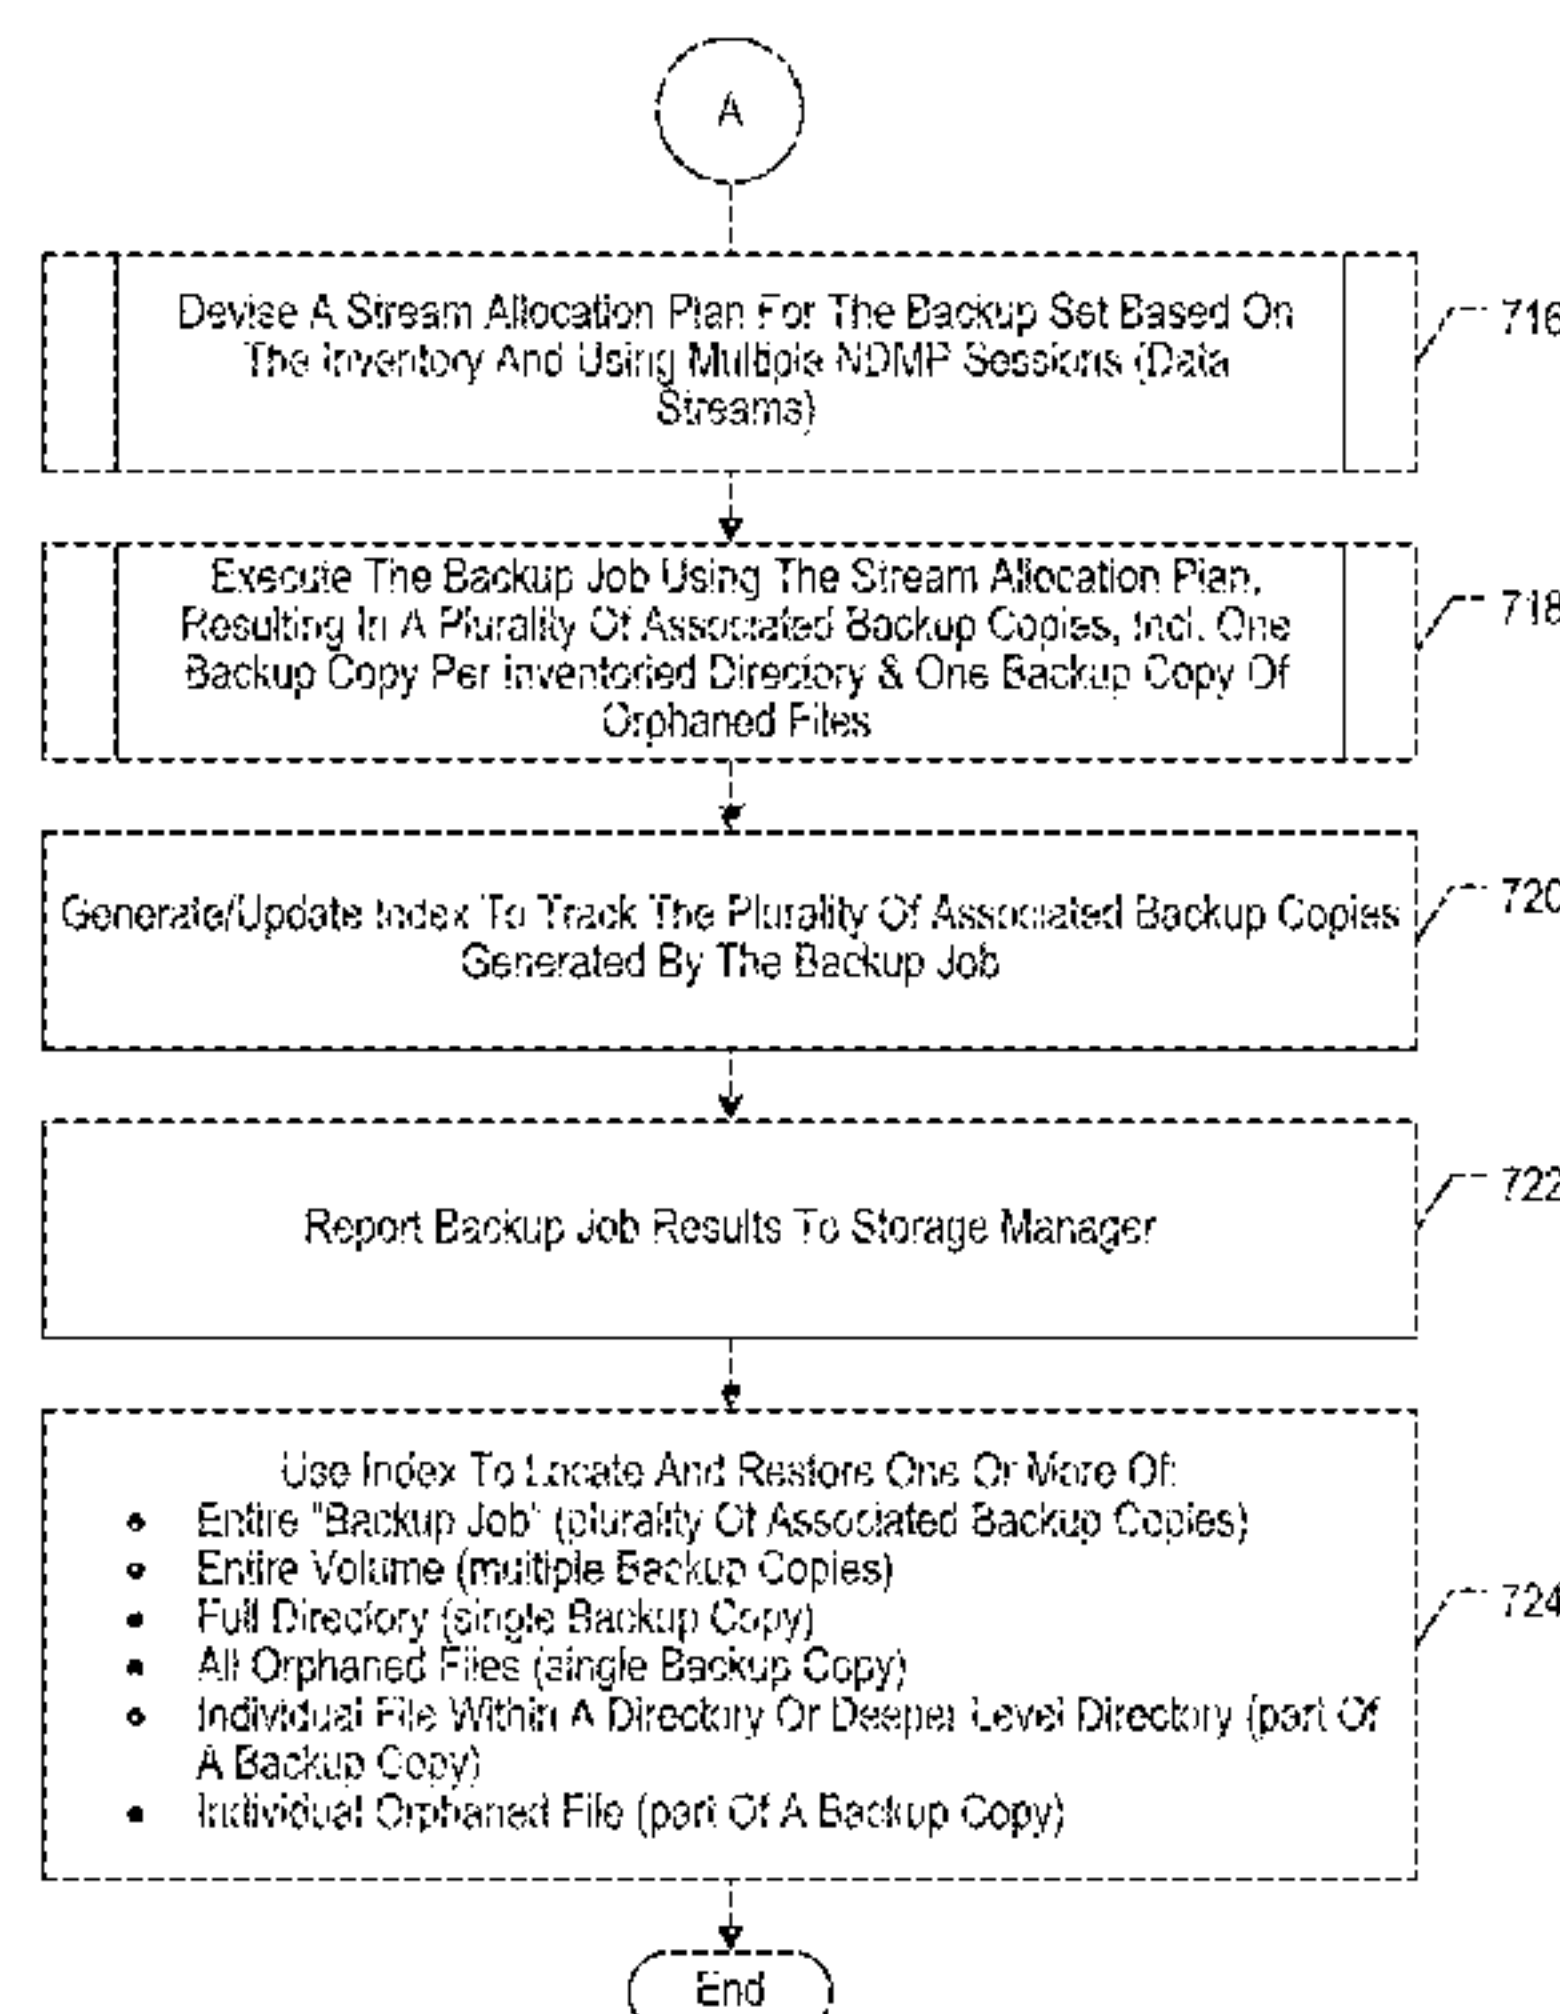 A
Devise A Stream Allocation Plan For The Backup Set Based On
The Inventory And Using Multiple NDMP Sessions (Data
Streams)
716
Execute The Backup Job Using The Stream Allocation Plan,
Resulting In A Plurality Of Associated Backup Copies, Incl. One
Backup Copy Per Inventoried Directory & One Backup Copy Of
Orphaned Files
718
Generate/Update Index To Track The Plurality Of Associated Backup Copies
Generated By The Backup Job
720
Report Backup Job Results To Storage Manager
722
Use Index To Locate And Restore One Or More Of:
• Entire "Backup Job" (plurality Of Associated Backup Copies)
• Entire Volume (multiple Backup Copies)
• Full Directory (single Backup Copy)
• All Orphaned Files (single Backup Copy)
• Individual File Within A Directory Or Deeper Level Directory (part Of
A Backup Copy)
• Individual Orphaned File (part Of A Backup Copy)
724
End